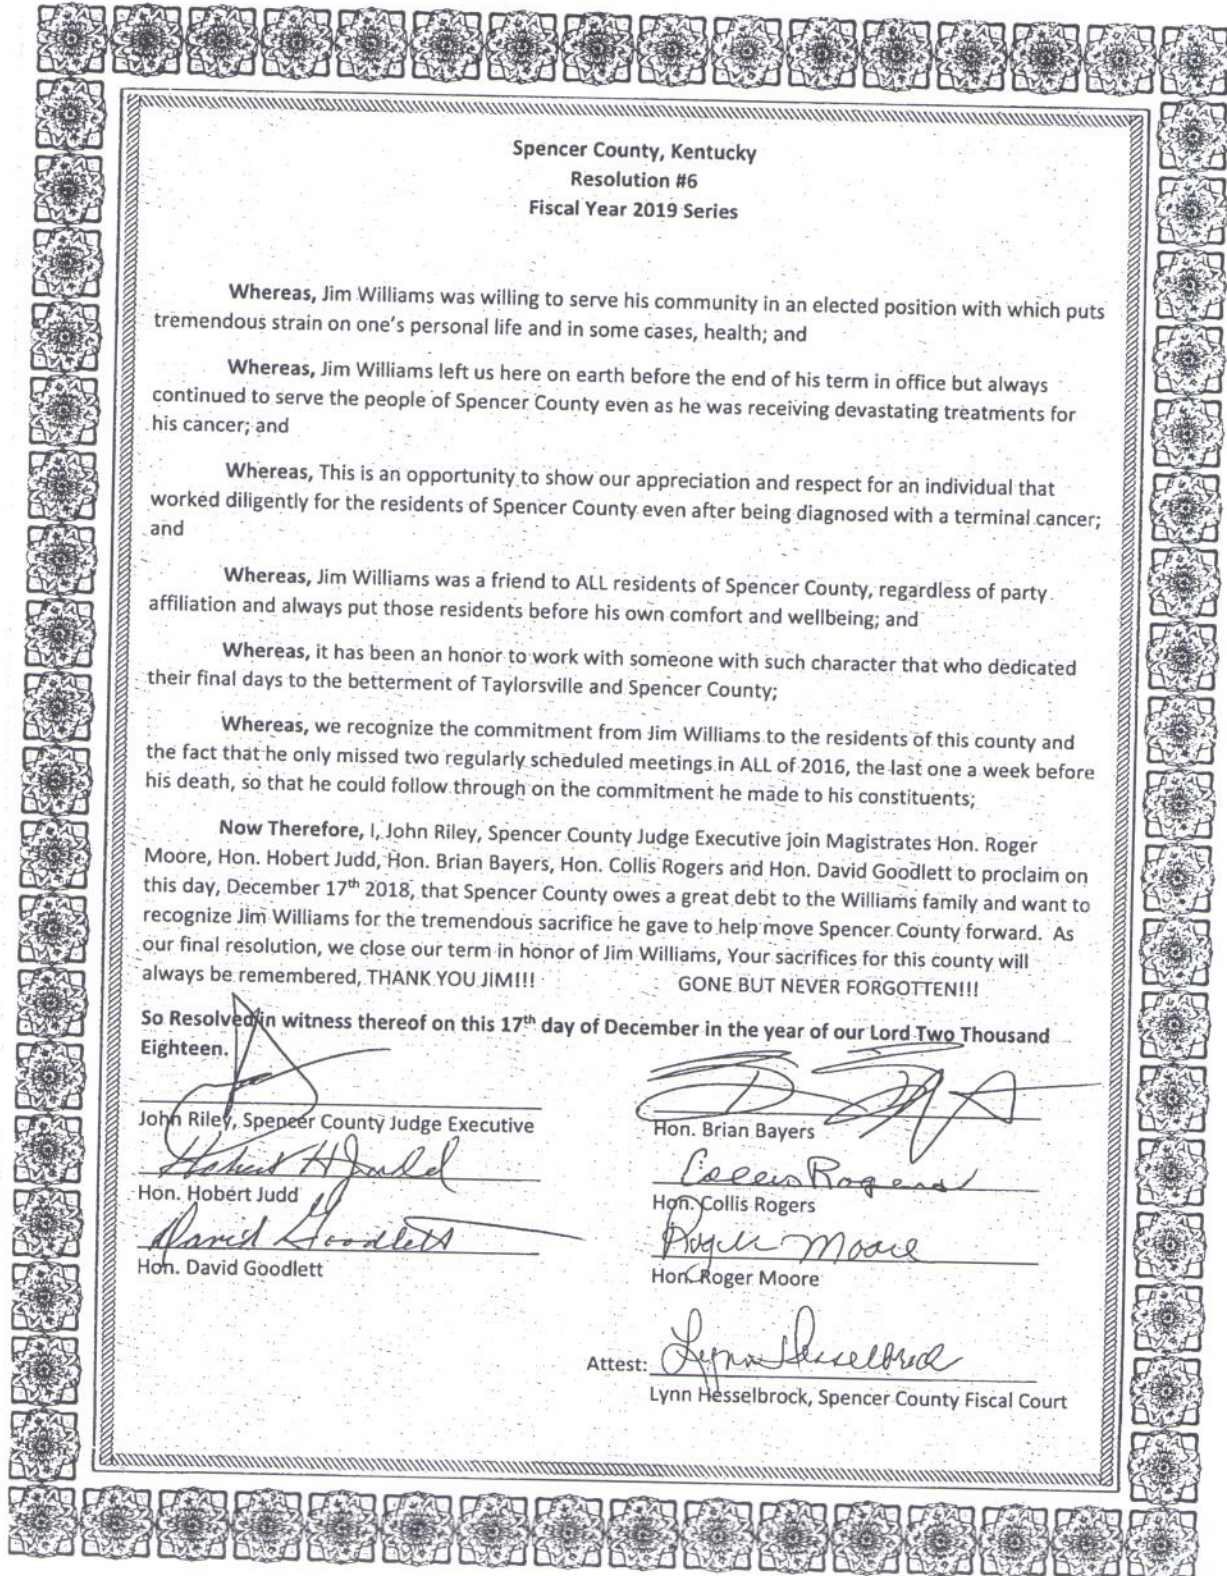 Spencer County, Kentucky
Resolution #6
Fiscal Year 2019 Series
Whereas, Jim Williams was willing to serve his community in an elected position with which puts
tremendous strain on one's personal life and in some cases, health; and
Whereas, Jim Williams left us here on earth before the end of his term in office but always
continued to serve the people of Spencer County even as he was receiving devastating treatments for
his cancer; and
Whereas, This is an opportunity to show our appreciation and respect for an individual that
worked diligently for the residents of Spencer County even after being diagnosed with a terminal cancer;
and
Whereas, Jim Williams was a friend to ALL residents of Spencer County, regardless of party
affiliation and always put those residents before his own comfort and wellbeing; and
Whereas, it has been an honor to work with someone with such character that who dedicated
their final days to the betterment of Taylorsville and Spencer County;
Whereas, we recognize the commitment from Jim Williams to the residents of this county and
the fact that he only missed two regularly scheduled meetings in ALL of 2016, the last one a week before
his death, so that he could follow through on the commitment he made to his constituents;
Now Therefore, I, John Riley, Spencer County Judge Executive join Magistrates Hon. Roger
Moore, Hon. Hobert Judd, Hon. Brian Bayers, Hon. Collis Rogers and Hon. David Goodlett to proclaim on
this day, December 17th 2018, that Spencer County owes a great debt to the Williams family and want to
recognize Jim Williams for the tremendous sacrifice he gave to help move Spencer County forward. As
our final resolution, we close our term in honor of Jim Williams, Your sacrifices for this county will
always be remembered, THANK YOU JIM!!! GONE BUT NEVER FORGOTTEN!!!
So Resolved in witness thereof on this 17th day of December in the year of our Lord Two Thousand
Eighteen.
John Riley, Spencer County Judge Executive
Hon. Brian Bayers
Hobert H Judd
Collis Rogers
Hon. Hobert Judd
Hon. Collis Rogers
David Goodlett
Roger Moore
Hon. David Goodlett
Hon. Roger Moore
Attest: Lynn Hesselbrock
Lynn Hesselbrock, Spencer County Fiscal Court